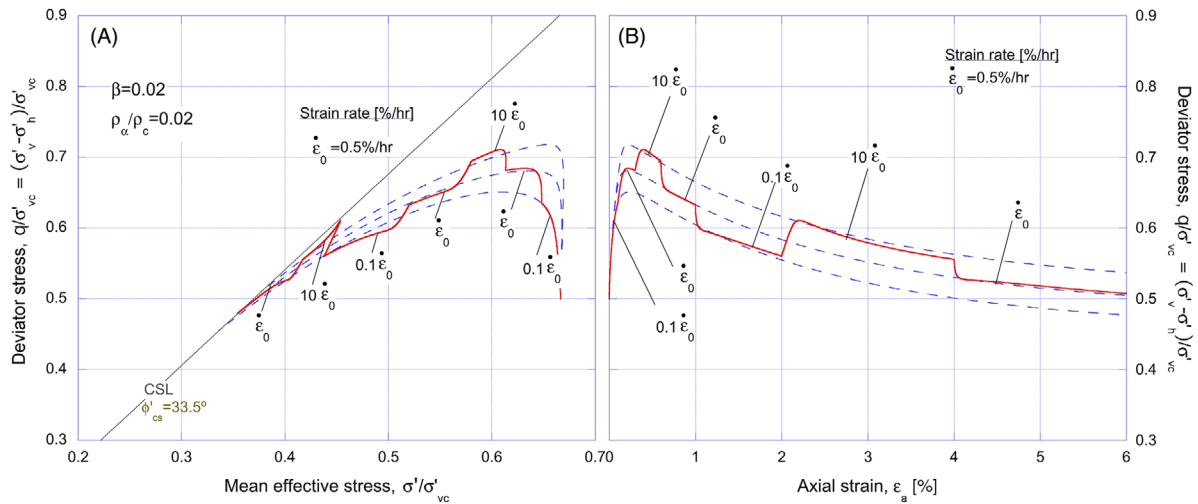 0.9
0.8
0.7
0.6
0.5
0.4
0.3
Deviator stress, q/σ'vc = (σ'v-σ'h)/σ'vc
(A)
β=0.02
ρα/ρc=0.02
Strain rate [%/hr]
ε̇0=0.5%/hr
10 ε̇0
ε̇0
ε̇0
0.1ε̇0
0.1ε̇0
10 ε̇0
ε̇0
CSL
ϕ'cs=33.5º
0.2
0.3
0.4
0.5
0.6
0.7
Mean effective stress, σ'/σ'vc
(B)
Strain rate [%/hr]
ε̇0=0.5%/hr
10 ε̇0
ε̇0
0.1ε̇0
10 ε̇0
ε̇0
ε̇0
0.1ε̇0
0
1
2
3
4
5
6
Axial strain, εa [%]
0.9
0.8
0.7
0.6
0.5
0.4
0.3
Deviator stress, q/σ'vc = (σ'v-σ'h)/σ'vc